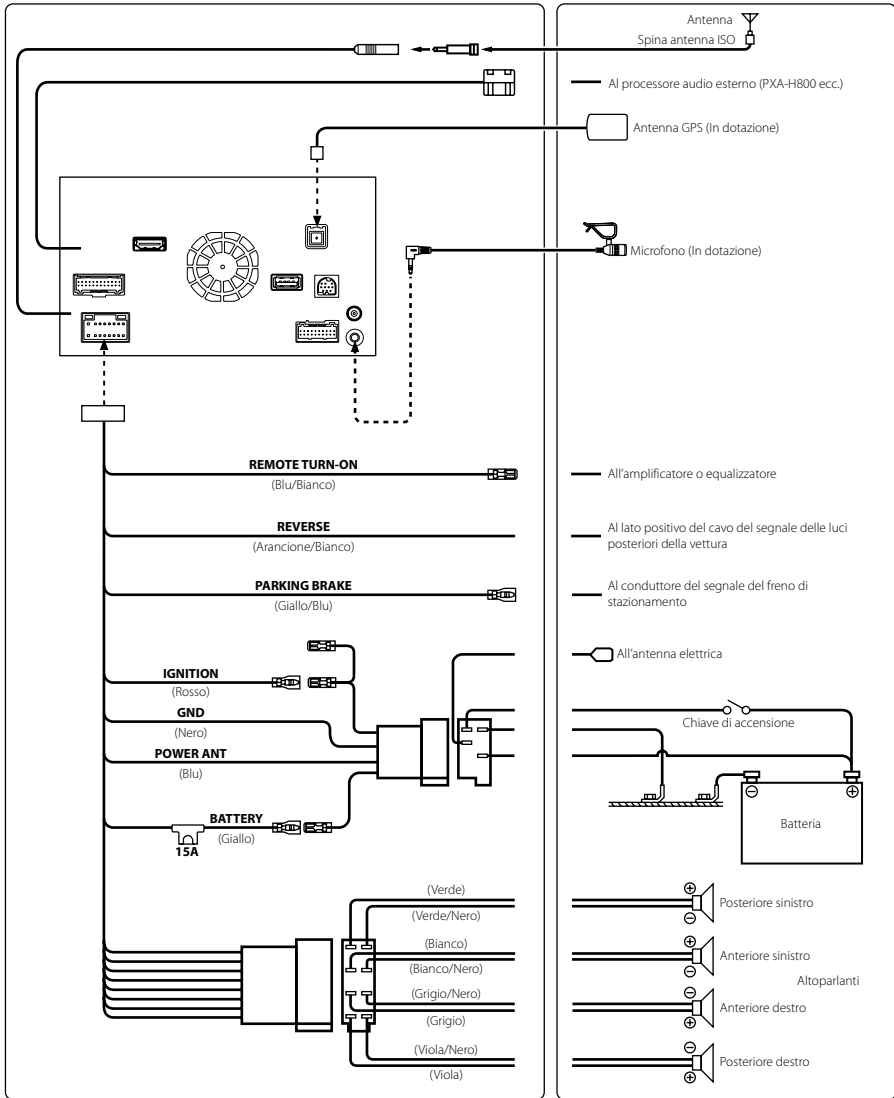 Antenna
Spina antenna ISO
Al processore audio esterno (PXA-H800 ecc.)
Antenna GPS (In dotazione)
Microfono (In dotazione)
REMOTE TURN-ON
(Blu/Bianco)
All'amplificatore o equalizzatore
REVERSE
(Arancione/Bianco)
Al lato positivo del cavo del segnale delle luci
posteriori della vettura
PARKING BRAKE
(Giallo/Blu)
Al conduttore del segnale del freno di
stazionamento
All'antenna elettrica
IGNITION
(Rosso)
GND
(Nero)
Chiave di accensione
POWER ANT
(Blu)
BATTERY
(Giallo)
15A
Batteria
(Verde)
(Verde/Nero)
Posteriore sinistro
(Bianco)
(Bianco/Nero)
Anteriore sinistro
Altoparlanti
(Grigio/Nero)
(Grigio)
Anteriore destro
(Viola/Nero)
(Viola)
Posteriore destro